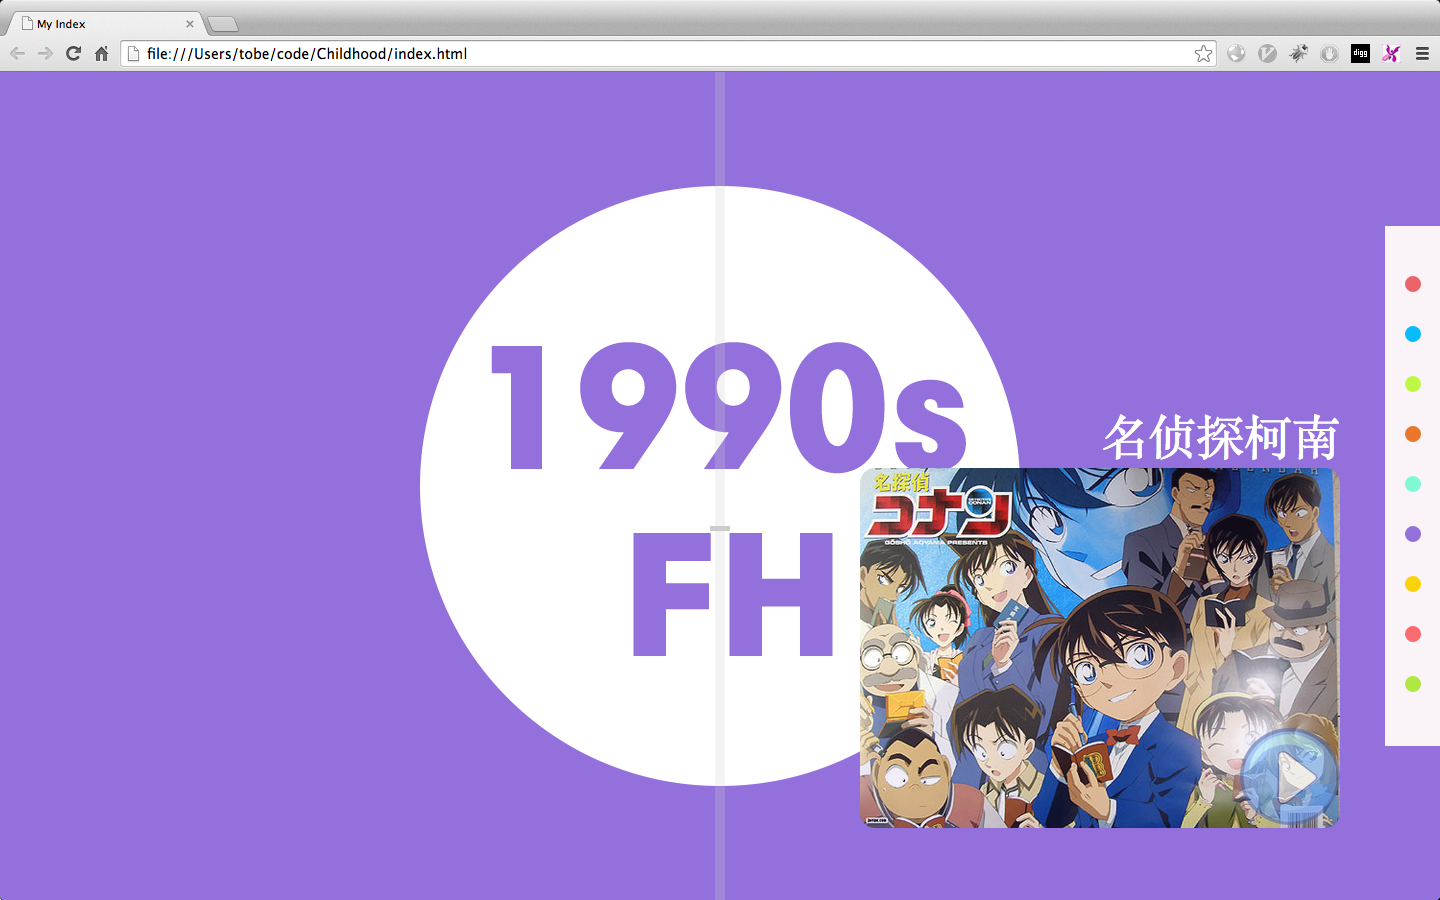 My Index
file:///Users/tobe/code/Childhood/index.html
digg
1990s
FH
名侦探柯南
名探偵
コナン
DETECTIVE
CONAN
GOSHO AOYAMA PRESENTS